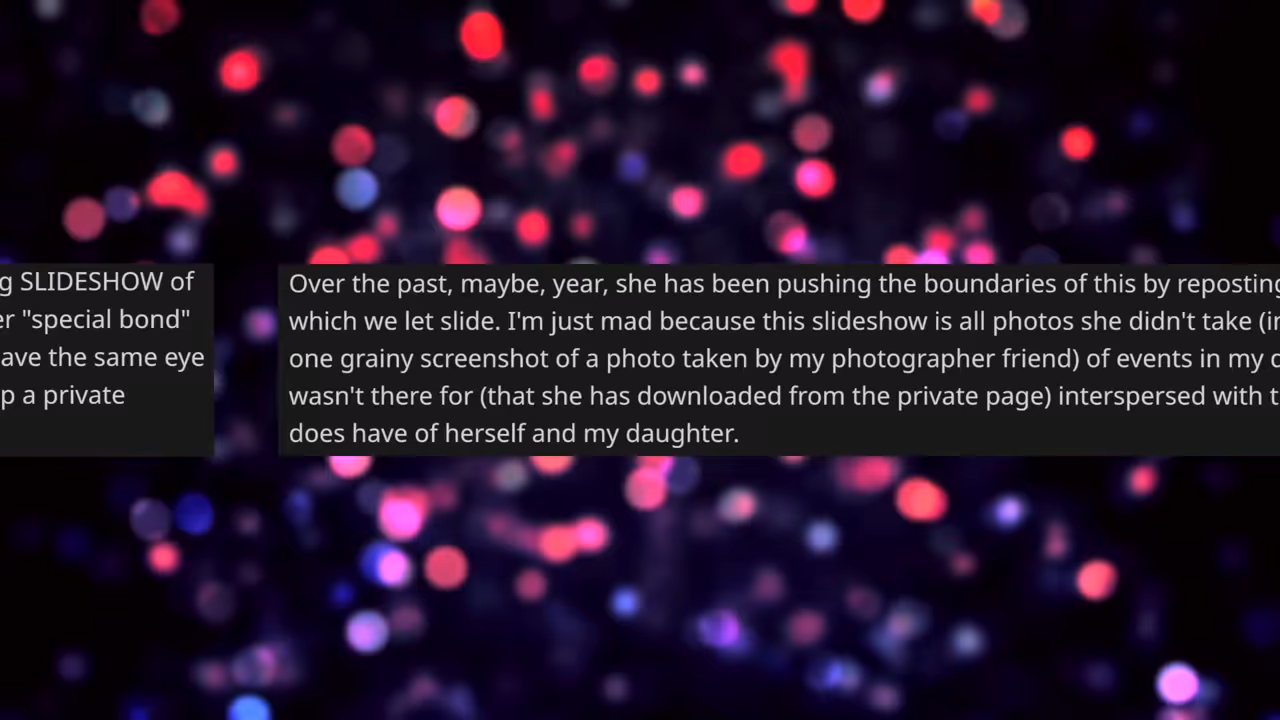 g SLIDESHOW of
er "special bond"
ave the same eye
p a private
Over the past, maybe, year, she has been pushing the boundaries of this by reposting
which we let slide. I'm just mad because this slideshow is all photos she didn't take (in
one grainy screenshot of a photo taken by my photographer friend) of events in my d
wasn't there for (that she has downloaded from the private page) interspersed with t
does have of herself and my daughter.